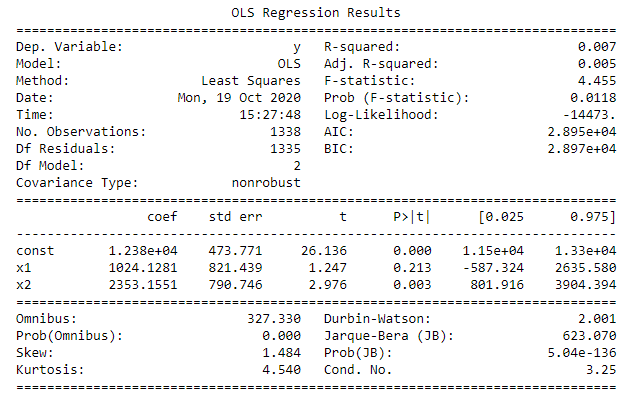 OLS Regression Results
==============================================================================
Dep. Variable: y R-squared: 0.007
Model: OLS Adj. R-squared: 0.005
Method: Least Squares F-statistic: 4.455
Date: Mon, 19 Oct 2020 Prob (F-statistic): 0.0118
Time: 15:27:48 Log-Likelihood: -14473.
No. Observations: 1338 AIC: 2.895e+04
Df Residuals: 1335 BIC: 2.897e+04
Df Model: 2
Covariance Type: nonrobust
==============================================================================
coef std err t P>|t| [0.025 0.975]
------------------------------------------------------------------------------
const 1.238e+04 473.771 26.136 0.000 1.15e+04 1.33e+04
x1 1024.1281 821.439 1.247 0.213 -587.324 2635.580
x2 2353.1551 790.746 2.976 0.003 801.916 3904.394
==============================================================================
Omnibus: 327.330 Durbin-Watson: 2.001
Prob(Omnibus): 0.000 Jarque-Bera (JB): 623.070
Skew: 1.484 Prob(JB): 5.04e-136
Kurtosis: 4.540 Cond. No. 3.25
==============================================================================